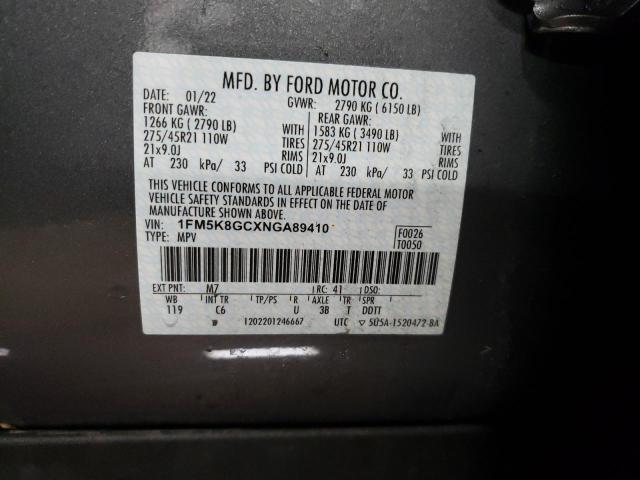 MFD. BY FORD MOTOR CO.
DATE: 01/22 GVWR: 2790 KG ( 6150 LB)
FRONT GAWR: REAR GAWR:
1266 KG ( 2790 LB) WITH 1583 KG ( 3490 LB) WITH
275/45R21 110W TIRES 275/45R21 110W TIRES
21x9.0J RIMS 21x9.0J RIMS
AT 230 kPa/ 33 PSI COLD AT 230 kPa/ 33 PSI COLD
THIS VEHICLE CONFORMS TO ALL APPLICABLE FEDERAL MOTOR
VEHICLE SAFETY STANDARDS IN EFFECT ON THE DATE OF
MANUFACTURE SHOWN ABOVE.
VIN: 1FM5K8GCXNGA89410 F0026
TYPE: MPV T0050
EXT PNT: M7 RC: 41 DSO:
WB INT TR TP/PS R AXLE TR SPR
119 C6 U 3B T DDTT
1202201246667 UTC ▽ 5U5A-1520472-BA